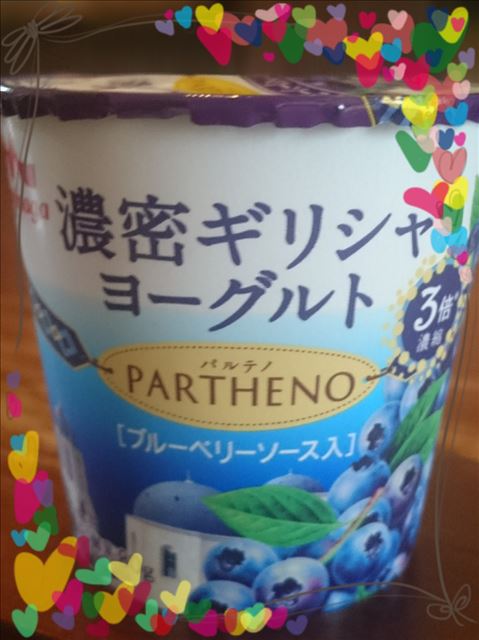 濃密ギリシャ
ヨーグルト
3倍
濃縮
パルテノ
PARTHENO
[ブルーベリーソース入]